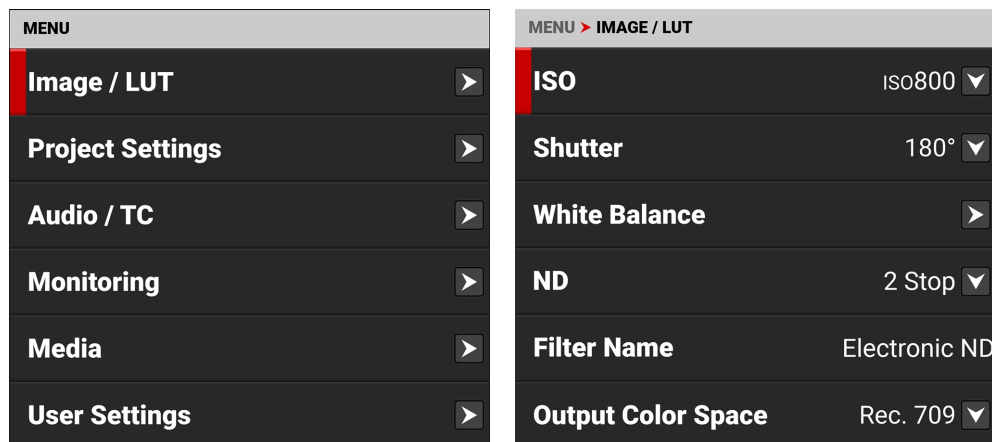 MENU
Image / LUT
Project Settings
Audio / TC
Monitoring
Media
User Settings
MENU ➤ IMAGE / LUT
ISO ISO800
Shutter 180°
White Balance
ND 2 Stop
Filter Name Electronic ND
Output Color Space Rec. 709